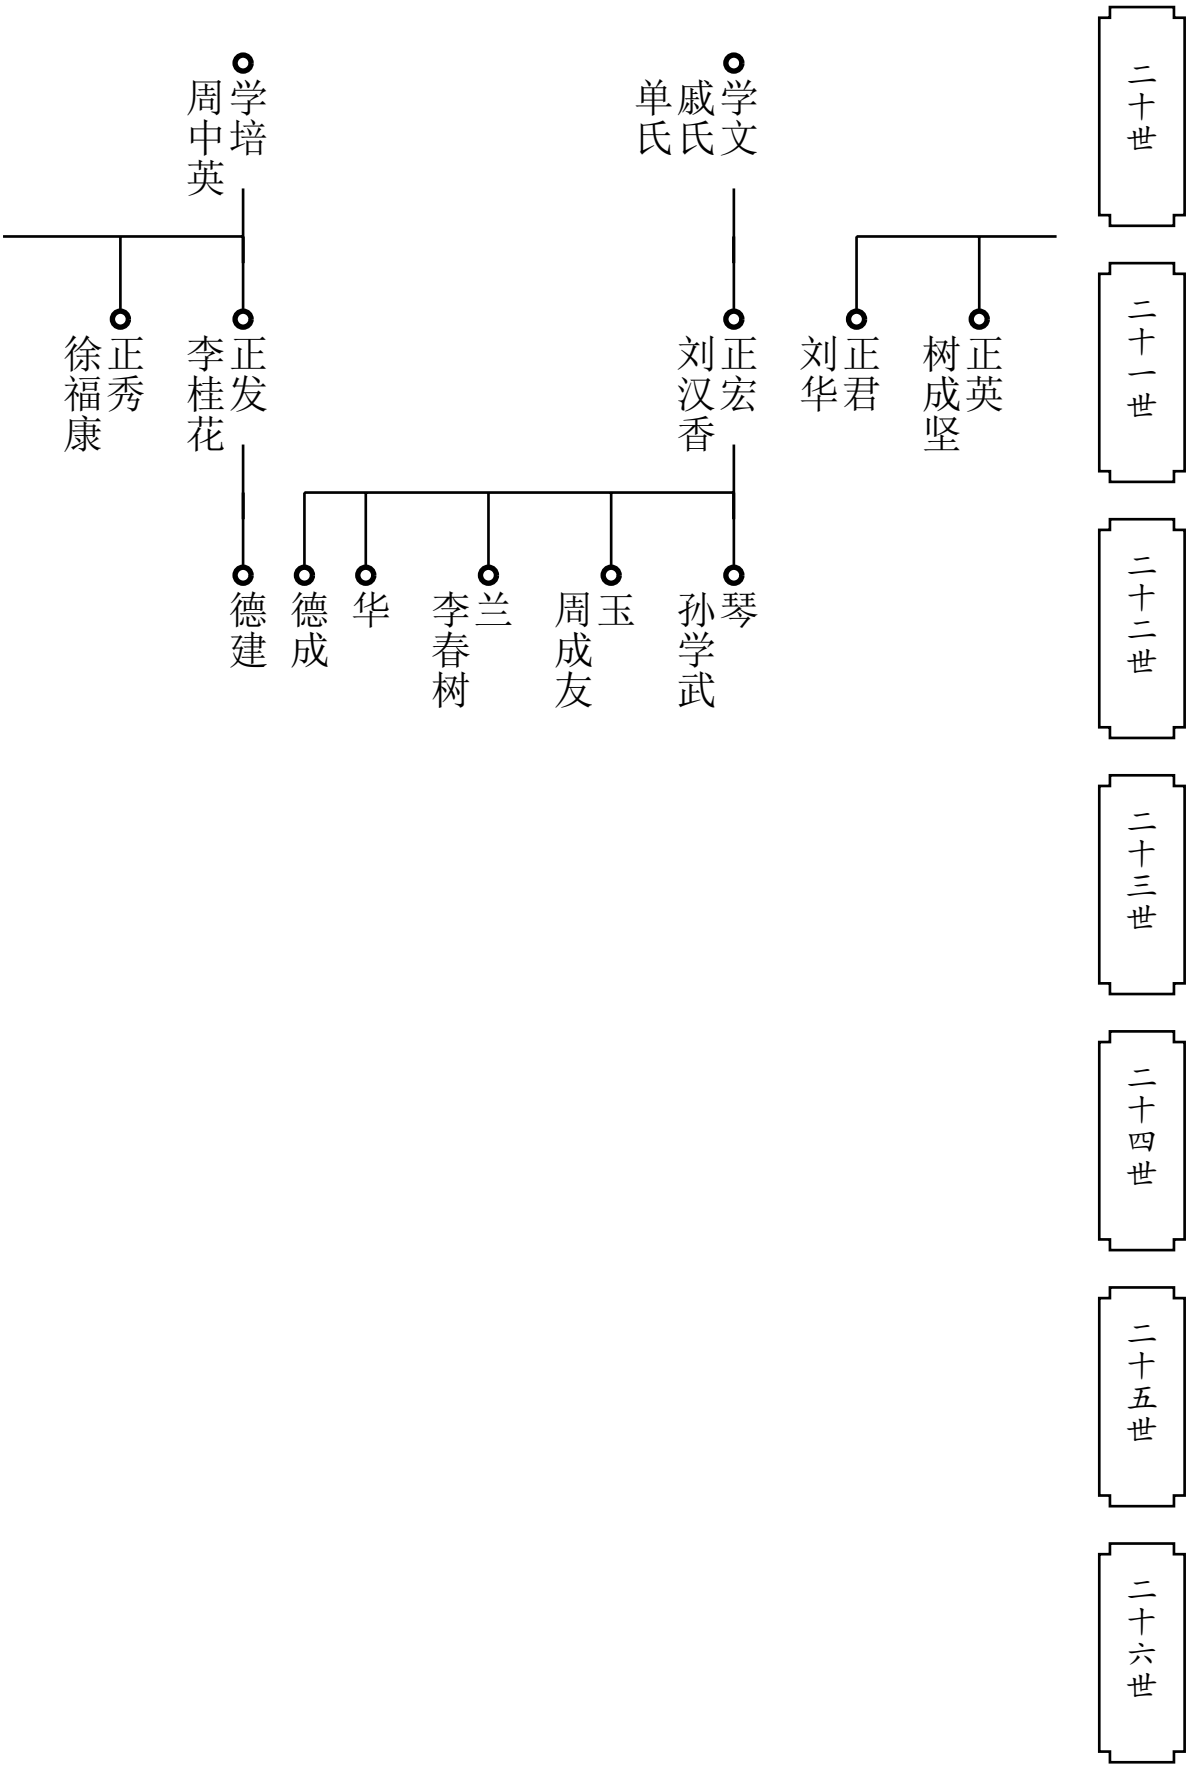 二十世
学文
戚氏
单氏
学培
周中英
二十一世
正英
树成坚
正君
刘华
正宏
刘汉香
正发
李桂花
正秀
徐福康
二十二世
琴
孙学武
玉
周成友
兰
李春树
华
德成
德建
二十三世
二十四世
二十五世
二十六世